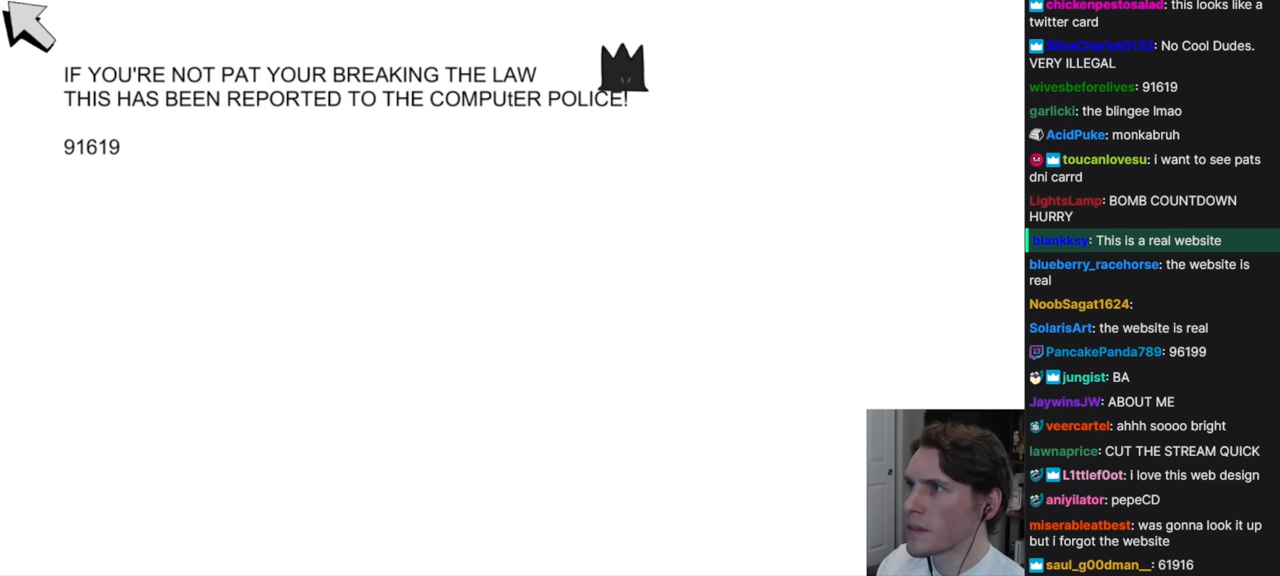 IF YOU'RE NOT PAT YOUR BREAKING THE LAW
THIS HAS BEEN REPORTED TO THE COMPUtER POLICE!
91619
chickenpestosalad: this looks like a
twitter card
SilveChariot0133: No Cool Dudes.
VERY ILLEGAL
wivesbeforelives: 91619
garlicki: the blingee lmao
AcidPuke: monkabruh
toucanlovesu: i want to see pats
dni carrd
LightsLamp: BOMB COUNTDOWN
HURRY
blankksy: This is a real website
blueberry_racehorse: the website is
real
NoobSagat1624:
SolarisArt: the website is real
PancakePanda789: 96199
jungist: BA
JaywinsJW: ABOUT ME
veercartel: ahhh soooo bright
lawnaprice: CUT THE STREAM QUICK
L1ttlef0ot: i love this web design
aniyilator: pepeCD
miserableatbest: was gonna look it up
but i forgot the website
saul_g00dman__: 61916